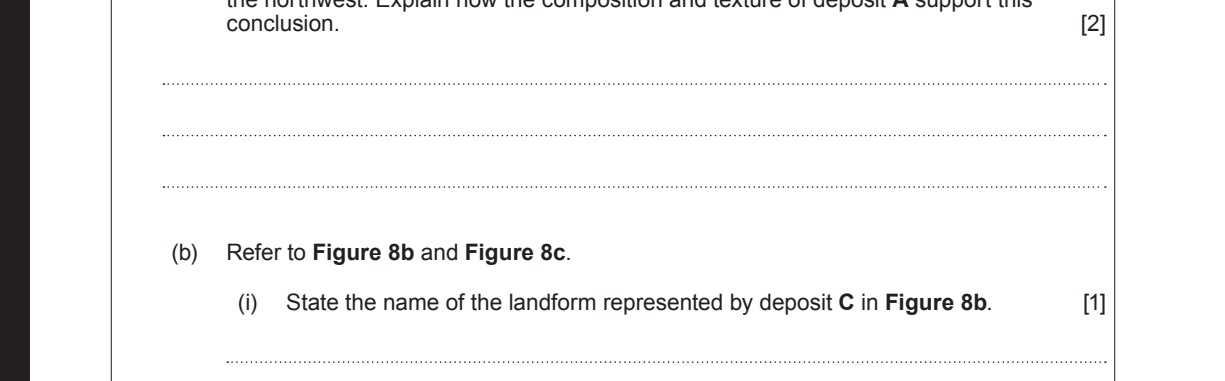 the northwest. Explain how the composition and texture of deposit A support this
conclusion. [2]
(b) Refer to Figure 8b and Figure 8c.
(i) State the name of the landform represented by deposit C in Figure 8b. [1]